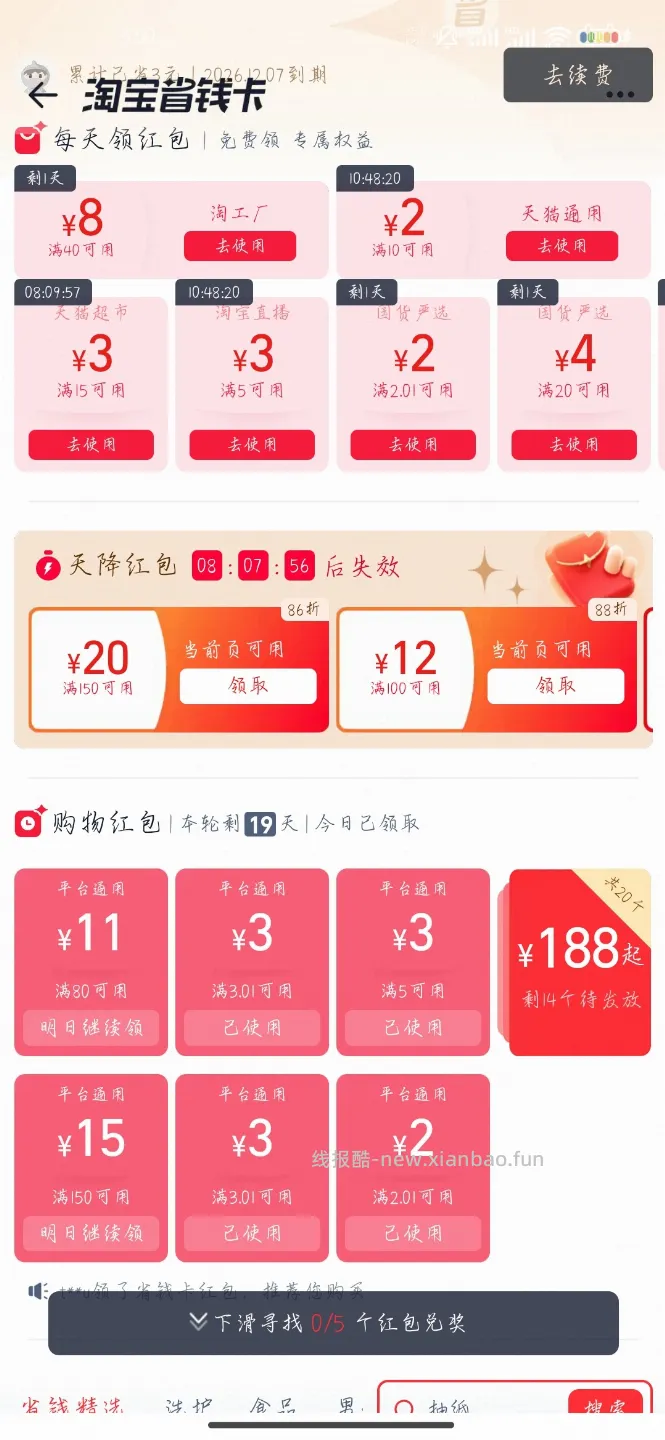 累计已省3元 | 2026.12.07到期
去续费
淘宝省钱卡
每天领红包 | 免费领 专属权益
剩1天
¥8
满40可用
淘工厂
去使用
10:48:20
¥2
满10可用
天猫通用
去使用
08:09:57
天猫超市
¥3
满15可用
去使用
10:48:20
淘宝直播
¥3
满5可用
去使用
剩1天
国货严选
¥2
满2.01可用
去使用
剩1天
国货严选
¥4
满20可用
去使用
天降红包 08:07:56 后失效
86折
¥20
满150可用
当前页可用
领取
88折
¥12
满100可用
当前页可用
领取
购物红包 | 本轮剩19天 | 今日已领取
平台通用
¥11
满80可用
明日继续领
平台通用
¥3
满3.01可用
已使用
平台通用
¥3
满5可用
已使用
共20个
¥188起
剩14个待发放
平台通用
¥15
满150可用
明日继续领
平台通用
¥3
满3.01可用
已使用
平台通用
¥2
满2.01可用
已使用
线报酷-new.xianbao.fun
t**u领了省钱卡红包，推荐您购买
下滑寻找 0/5 个红包兑奖
省钱精选 洗护 食品 男
抽纸
搜索